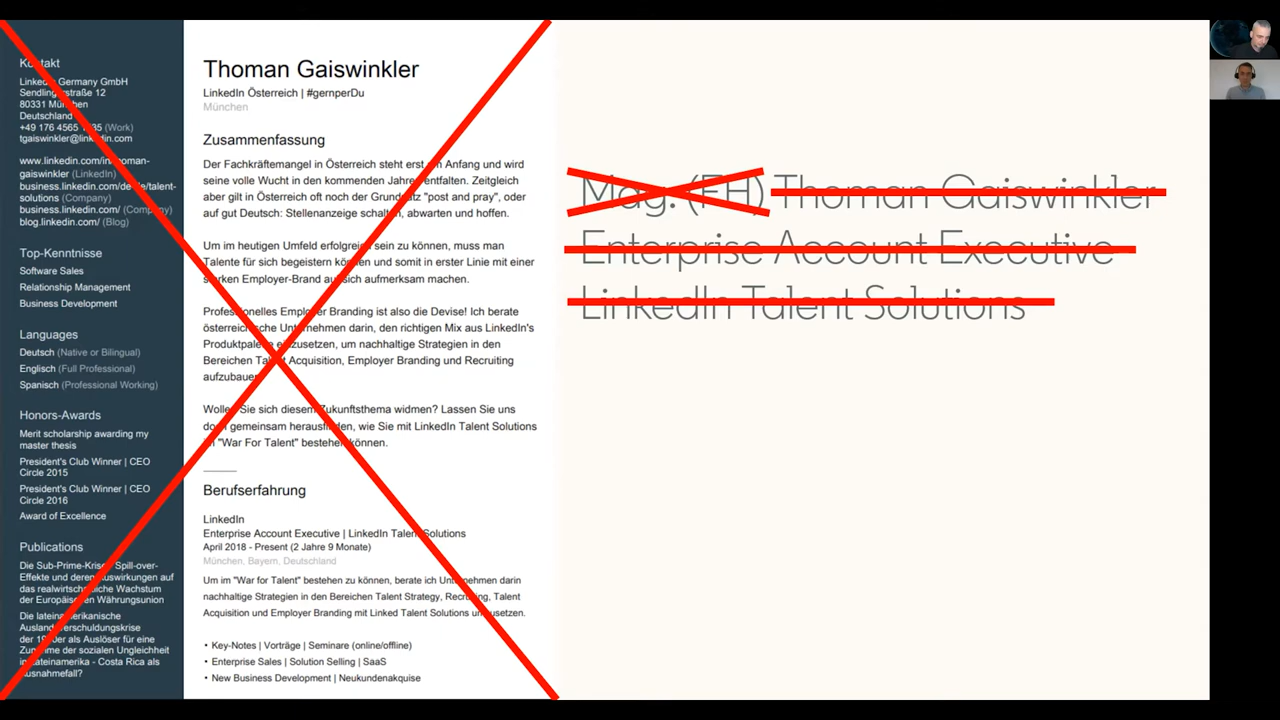 Kontakt
LinkedIn Germany GmbH
Sendlingerstraße 12
80331 München
Deutschland
+49 176 4565 (Work)
tgaiswinkler@linkedin.com
www.linkedin.com/in/thoman-
gaiswinkler (LinkedIn)
business.linkedin.com/de-de/talent-
solutions (Company)
business.linkedin.com/ (Company)
blog.linkedin.com/ (Blog)
Top-Kenntnisse
Software Sales
Relationship Management
Business Development
Languages
Deutsch (Native or Bilingual)
Englisch (Full Professional)
Spanisch (Professional Working)
Honors-Awards
Merit scholarship awarding my
master thesis
President's Club Winner | CEO
Circle 2015
President's Club Winner | CEO
Circle 2016
Award of Excellence
Publications
Die Sub-Prime-Krise: Spill-over-
Effekte und deren Auswirkungen auf
das realwirtschaftliche Wachstum
der Europäischen Währungsunion
Die lateinamerikanische
Auslandsverschuldungskrise
der 1980er als Auslöser für eine
Zunahme der sozialen Ungleichheit
in Lateinamerika - Costa Rica als
Ausnahmefall?
Thoman Gaiswinkler
LinkedIn Österreich | #gernperDu
München
Zusammenfassung
Der Fachkräftemangel in Österreich steht erst am Anfang und wird
seine volle Wucht in den kommenden Jahren entfalten. Zeitgleich
aber gilt in Österreich oft noch der Grundsatz "post and pray", oder
auf gut Deutsch: Stellenanzeige schalten, abwarten und hoffen.
Um im heutigen Umfeld erfolgreich sein zu können, muss man
Talente für sich begeistern können und somit in erster Linie mit einer
starken Employer-Brand auf sich aufmerksam machen.
Professionelles Employer Branding ist also die Devise! Ich berate
österreichische Unternehmen darin, den richtigen Mix aus LinkedIn's
Produktpalette einzusetzen, um nachhaltige Strategien in den
Bereichen Talent Acquisition, Employer Branding und Recruiting
aufzubauen.
Wollen Sie sich diesem Zukunftsthema widmen? Lassen Sie uns
doch gemeinsam herausfinden, wie Sie mit LinkedIn Talent Solutions
im "War For Talent" bestehen können.
Berufserfahrung
LinkedIn
Enterprise Account Executive | LinkedIn Talent Solutions
April 2018 - Present (2 Jahre 9 Monate)
München, Bayern, Deutschland
Um im "War for Talent" bestehen zu können, berate ich Unternehmen darin
nachhaltige Strategien in den Bereichen Talent Strategy, Recruiting, Talent
Acquisition und Employer Branding mit Linked Talent Solutions umzusetzen.
• Key-Notes | Vorträge | Seminare (online/offline)
• Enterprise Sales | Solution Selling | SaaS
• New Business Development | Neukundenakquise
Mag. (FH) Thoman Gaiswinkler
Enterprise Account Executive
LinkedIn Talent Solutions